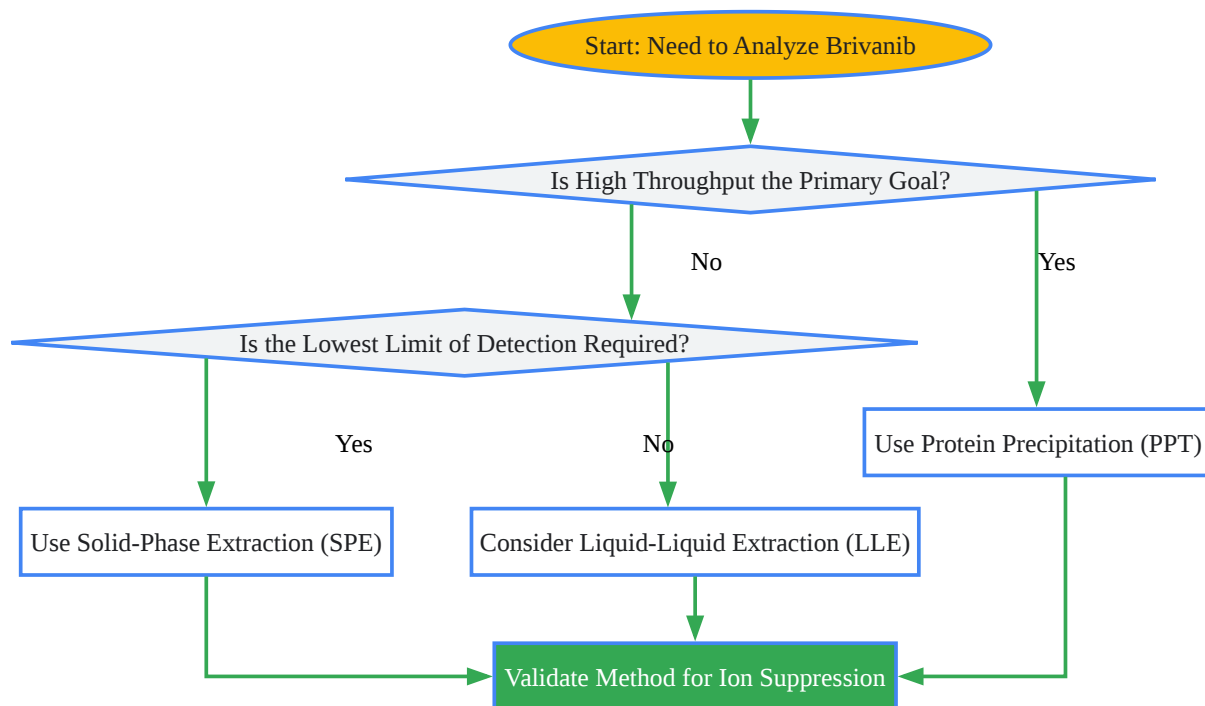 Start: Need to Analyze Brivanib
Is High Throughput the Primary Goal?
No
Yes
Is the Lowest Limit of Detection Required?
Yes
No
Use Protein Precipitation (PPT)
Use Solid-Phase Extraction (SPE)
Consider Liquid-Liquid Extraction (LLE)
Validate Method for Ion Suppression